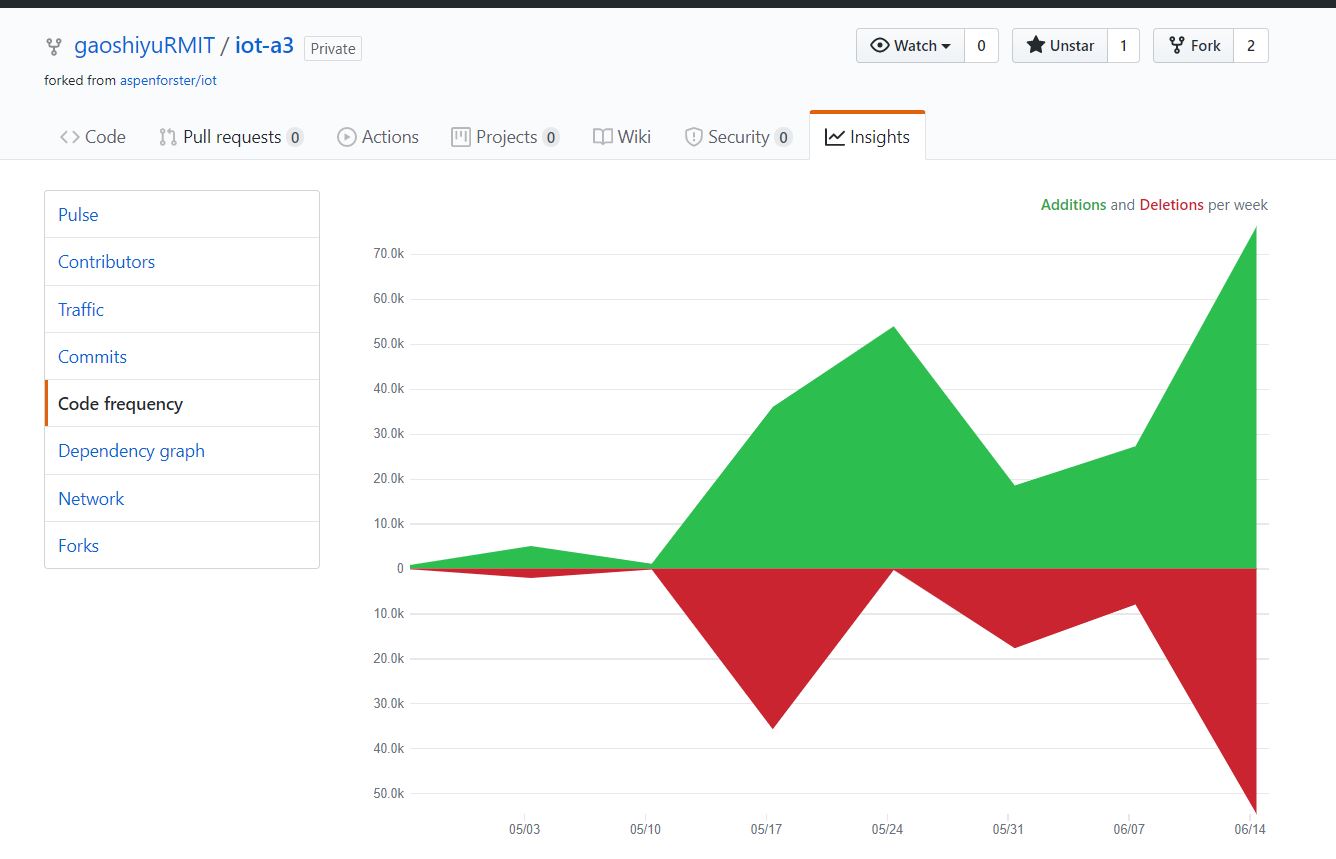 gaoshiyuRMIT / iot-a3 Private
Watch 0 Unstar 1 Fork 2
forked from aspenforster/iot
Code Pull requests 0 Actions Projects 0 Wiki Security 0 Insights
Pulse
Contributors
Traffic
Commits
Code frequency
Dependency graph
Network
Forks
Additions and Deletions per week
70.0k
60.0k
50.0k
40.0k
30.0k
20.0k
10.0k
0
10.0k
20.0k
30.0k
40.0k
50.0k
05/03 05/10 05/17 05/24 05/31 06/07 06/14